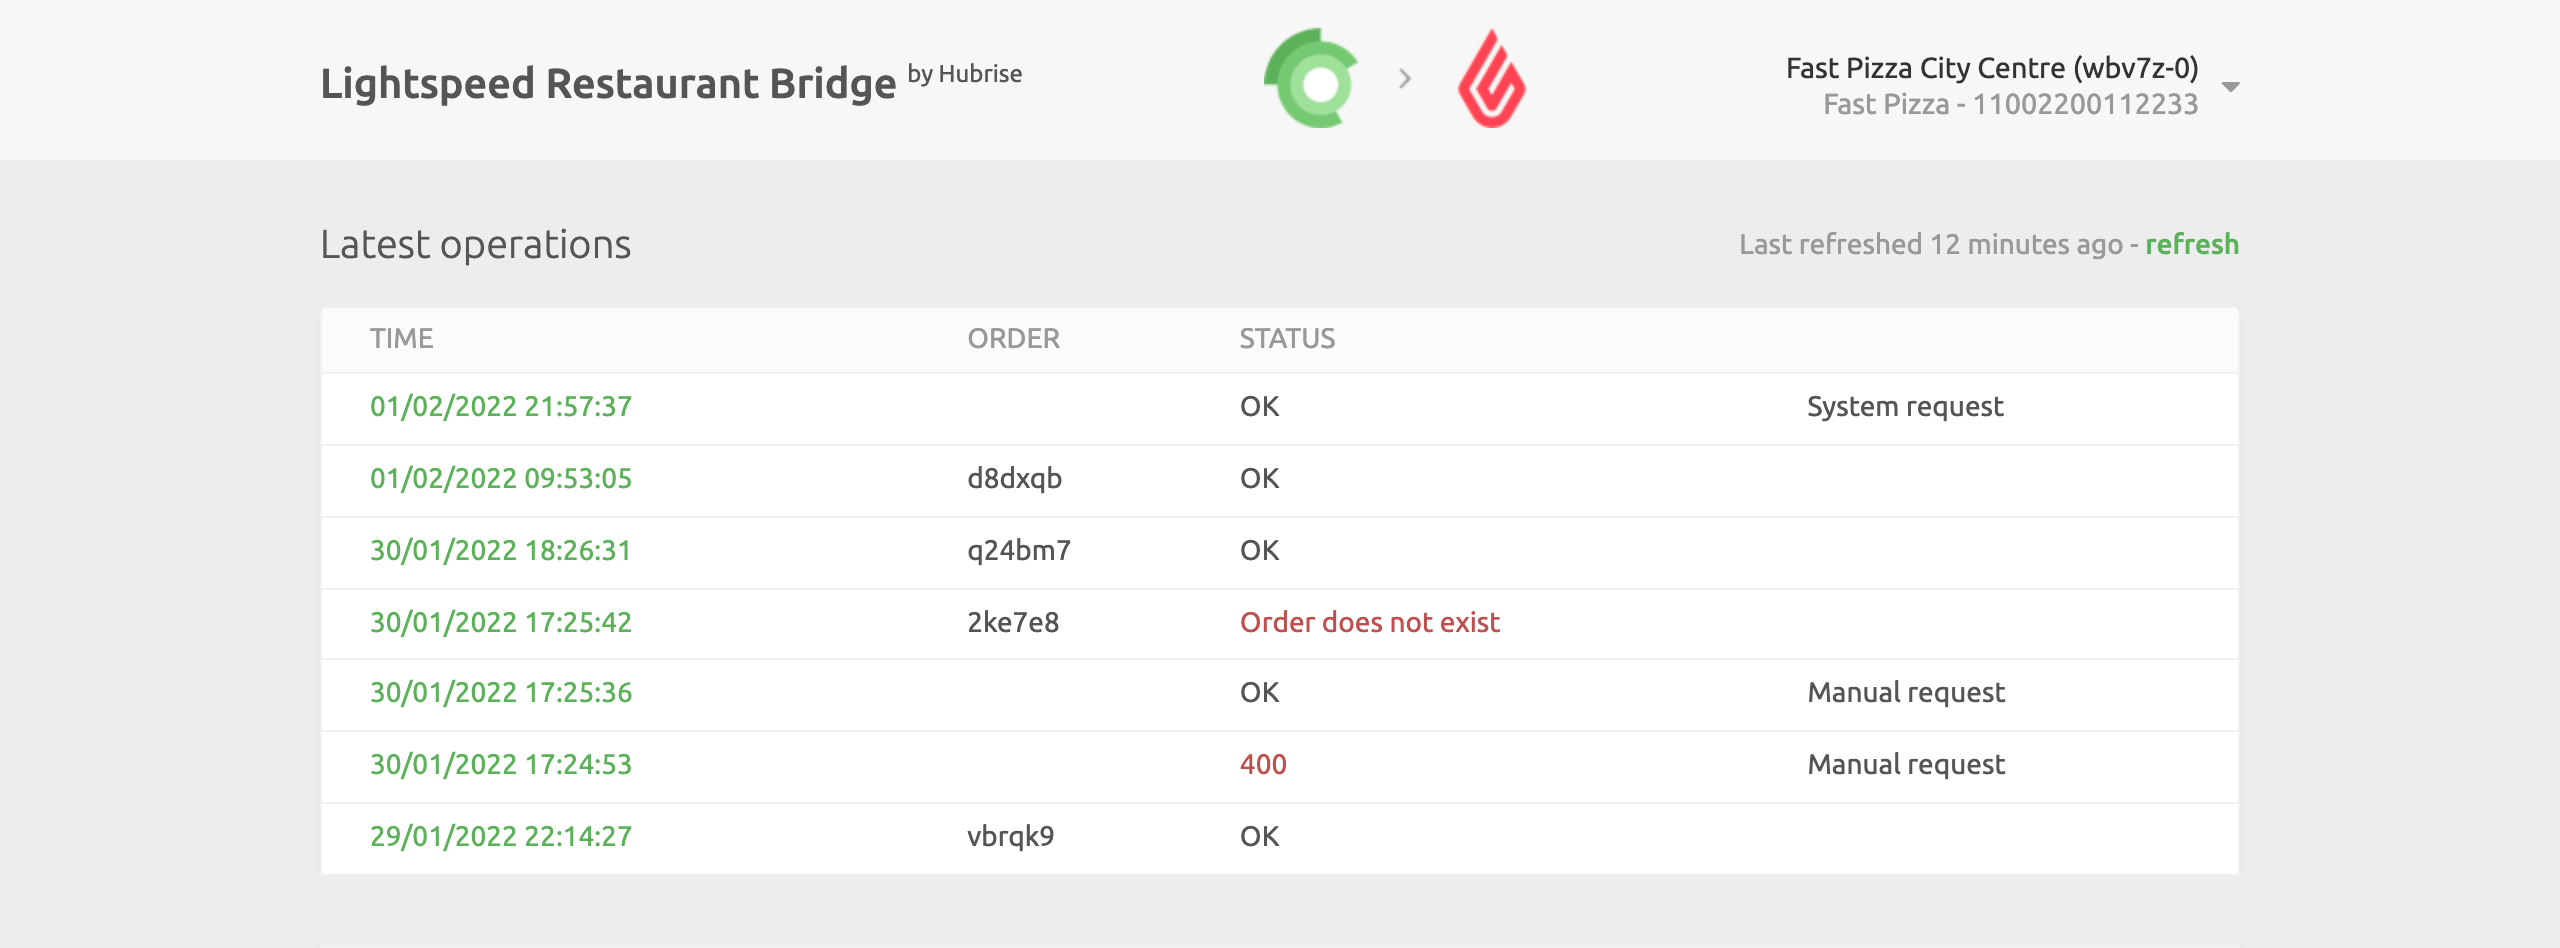 Lightspeed Restaurant Bridge by Hubrise
Fast Pizza City Centre (wbv7z-0)
Fast Pizza - 11002200112233
Latest operations
Last refreshed 12 minutes ago - refresh
TIME ORDER STATUS
01/02/2022 21:57:37 OK System request
01/02/2022 09:53:05 d8dxqb OK
30/01/2022 18:26:31 q24bm7 OK
30/01/2022 17:25:42 2ke7e8 Order does not exist
30/01/2022 17:25:36 OK Manual request
30/01/2022 17:24:53 400 Manual request
29/01/2022 22:14:27 vbrqk9 OK